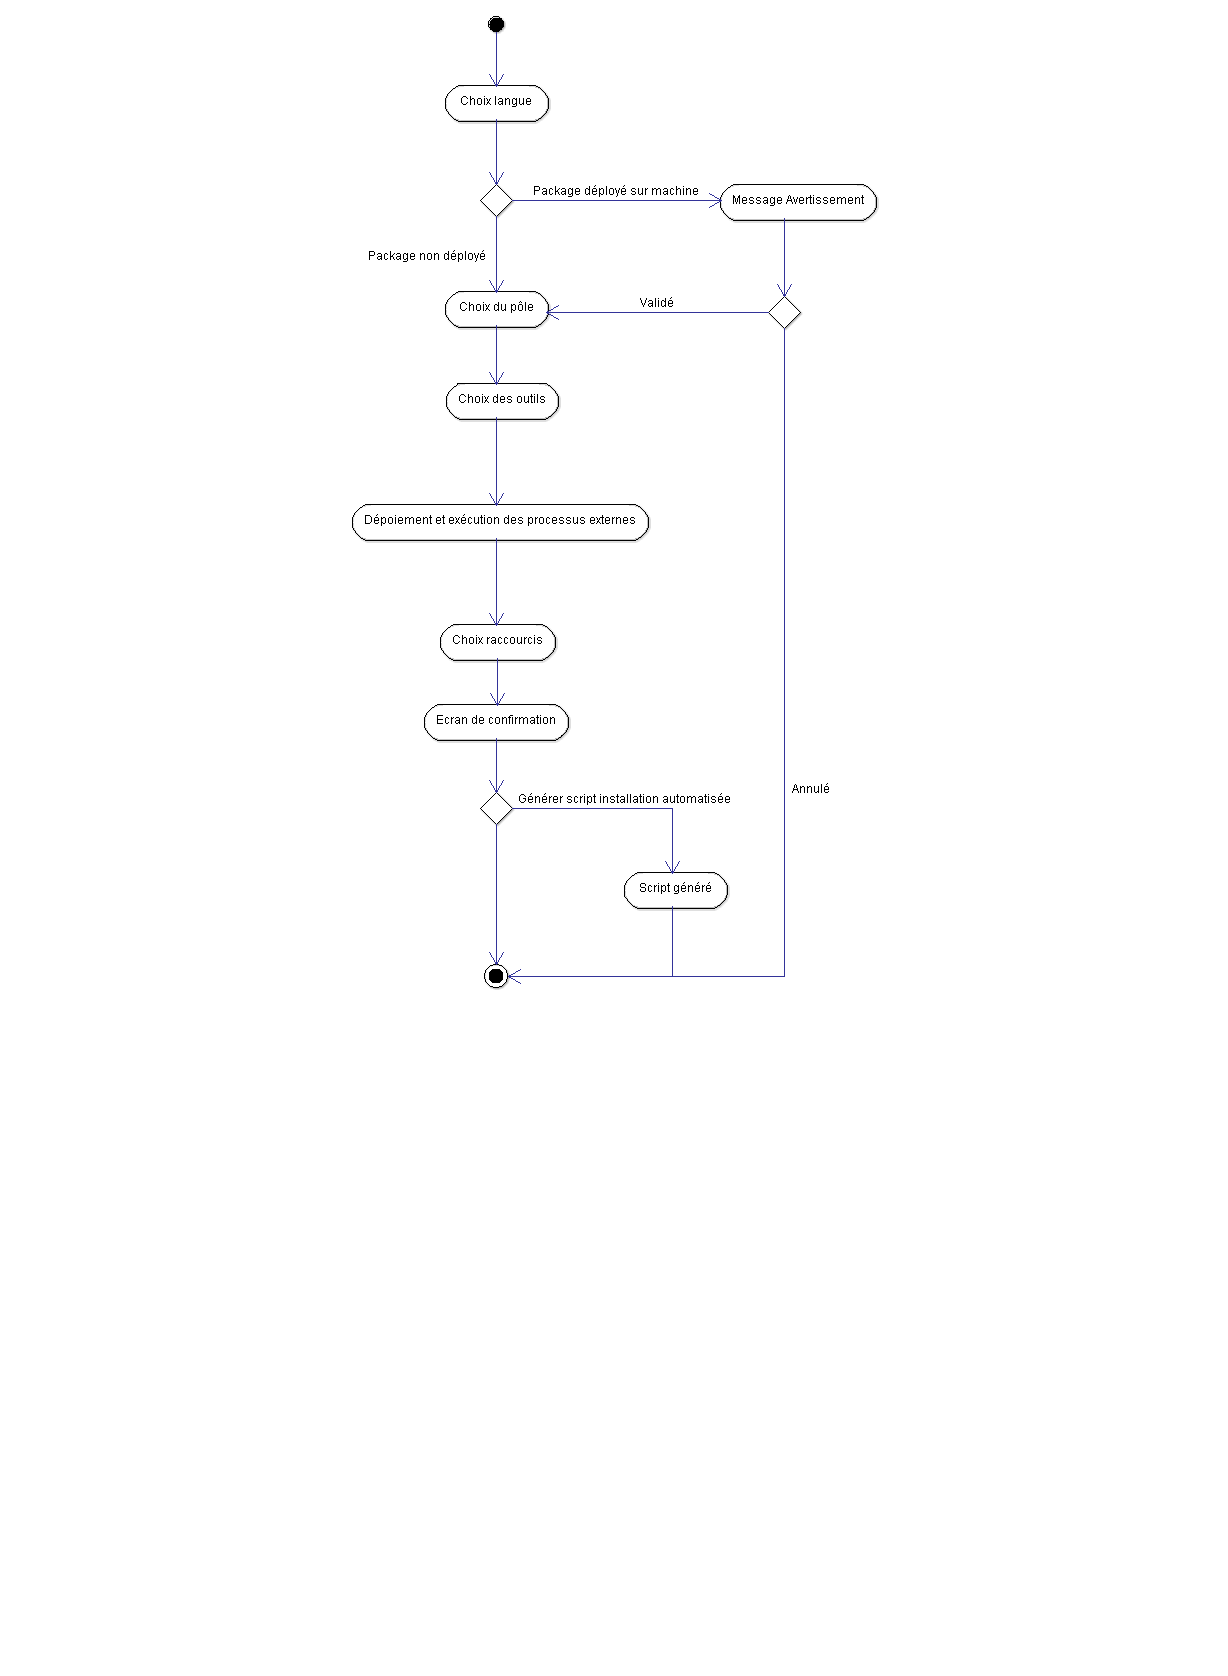 Choix langue
Package déployé sur machine
Message Avertissement
Package non déployé
Validé
Choix du pôle
Choix des outils
Dépoiement et exécution des processus externes
Choix raccourcis
Ecran de confirmation
Générer script installation automatisée
Annulé
Script généré